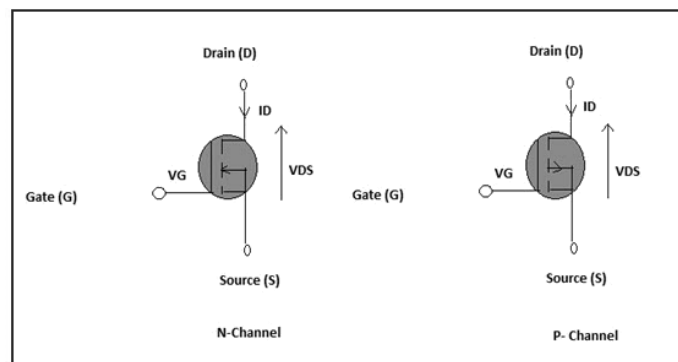 Drain (D)
ID
VG
VDS
Gate (G)
Source (S)
N-Channel
Drain (D)
ID
VG
VDS
Gate (G)
Source (S)
P- Channel